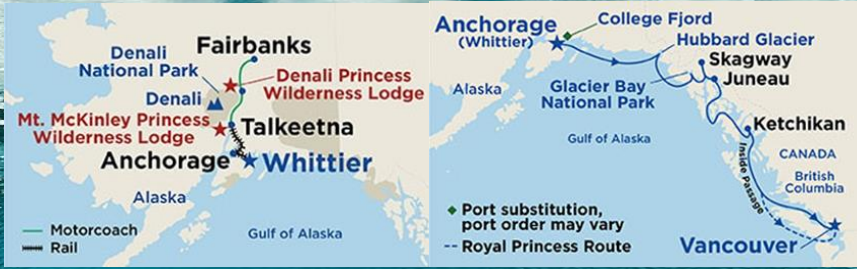 Fairbanks
Denali
National Park
Denali Princess
Wilderness Lodge
Denali
Mt. McKinley Princess
Wilderness Lodge
Talkeetna
Anchorage
Whittier
Alaska
Gulf of Alaska
Motorcoach
Rail
Anchorage
(Whittier)
College Fjord
Hubbard Glacier
Skagway
Juneau
Glacier Bay
National Park
Alaska
Gulf of Alaska
Ketchikan
CANADA
British
Columbia
Inside Passage
Port substitution,
port order may vary
Royal Princess Route
Vancouver